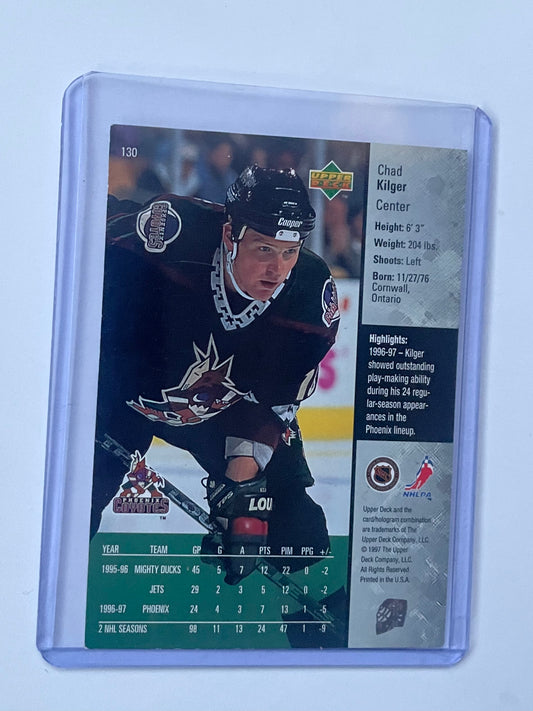 130
UPPER
DECK
Chad
Kilger
Center
Height: 6' 3"
Weight: 204 lbs.
Shoots: Left
Born: 11/27/76
Cornwall,
Ontario
Highlights:
1996-97 – Kilger
showed outstanding
play-making ability
during his 24 regu-
lar-season appear-
ances in the
Phoenix lineup.
NHLPA
Upper Deck and the
card/hologram combination
are trademarks of The
Upper Deck Company, LLC.
© 1997 The Upper
Deck Company, LLC.
All Rights Reserved.
Printed in the U.S.A.
Cooper
LOU
PHOENIX
COYOTES™
YEAR TEAM GP G A PTS PIM PPG +/-
1995-96 MIGHTY DUCKS 45 5 7 12 22 0 -2
JETS 29 2 3 5 12 0 -2
1996-97 PHOENIX 24 4 3 7 13 1 -5
2 NHL SEASONS 98 11 13 24 47 1 -9